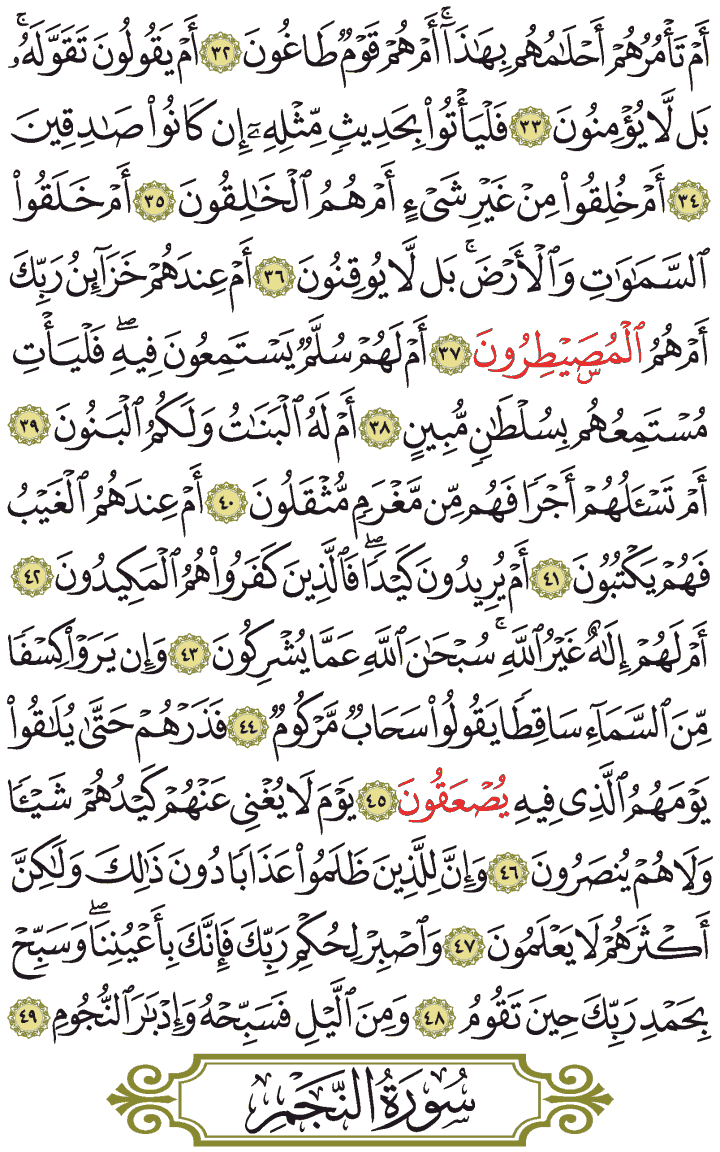 أَمْ تَأْمُرُهُمْ أَحْلَٰمُهُم بِهَٰذَآ ۚ أَمْ هُمْ قَوْمٌ طَاغُونَ ٣٢ أَمْ يَقُولُونَ تَقَوَّلَهُۥ ۚ
بَل لَّا يُؤْمِنُونَ ٣٣ فَلْيَأْتُوا۟ بِحَدِيثٍ مِّثْلِهِۦٓ إِن كَانُوا۟ صَٰدِقِينَ
٣٤ أَمْ خُلِقُوا۟ مِنْ غَيْرِ شَىْءٍ أَمْ هُمُ ٱلْخَٰلِقُونَ ٣٥ أَمْ خَلَقُوا۟
ٱلسَّمَٰوَٰتِ وَٱلْأَرْضَ ۚ بَل لَّا يُوقِنُونَ ٣٦ أَمْ عِندَهُمْ خَزَآئِنُ رَبِّكَ
أَمْ هُمُ ٱلْمُصَۣيْطِرُونَ ٣٧ أَمْ لَهُمْ سُلَّمٌ يَسْتَمِعُونَ فِيهِ ۖ فَلْيَأْتِ
مُسْتَمِعُهُم بِسُلْطَٰنٍ مُّبِينٍ ٣٨ أَمْ لَهُ ٱلْبَنَٰتُ وَلَكُمُ ٱلْبَنُونَ ٣٩
أَمْ تَسْـَٔلُهُمْ أَجْرًا فَهُم مِّن مَّغْرَمٍ مُّثْقَلُونَ ٤٠ أَمْ عِندَهُمُ ٱلْغَيْبُ
فَهُمْ يَكْتُبُونَ ٤١ أَمْ يُرِيدُونَ كَيْدًا ۖ فَٱلَّذِينَ كَفَرُوا۟ هُمُ ٱلْمَكِيدُونَ ٤٢
أَمْ لَهُمْ إِلَٰهٌ غَيْرُ ٱللَّهِ ۚ سُبْحَٰنَ ٱللَّهِ عَمَّا يُشْرِكُونَ ٤٣ وَإِن يَرَوْا۟ كِسْفًا
مِّنَ ٱلسَّمَآءِ سَاقِطًا يَقُولُوا۟ سَحَابٌ مَّرْكُومٌ ٤٤ فَذَرْهُمْ حَتَّىٰ يُلَٰقُوا۟
يَوْمَهُمُ ٱلَّذِى فِيهِ يُصْعَقُونَ ٤٥ يَوْمَ لَا يُغْنِى عَنْهُمْ كَيْدُهُمْ شَيْـًٔا
وَلَا هُمْ يُنصَرُونَ ٤٦ وَإِنَّ لِلَّذِينَ ظَلَمُوا۟ عَذَابًا دُونَ ذَٰلِكَ وَلَٰكِنَّ
أَكْثَرَهُمْ لَا يَعْلَمُونَ ٤٧ وَٱصْبِرْ لِحُكْمِ رَبِّكَ فَإِنَّكَ بِأَعْيُنِنَا ۖ وَسَبِّحْ
بِحَمْدِ رَبِّكَ حِينَ تَقُومُ ٤٨ وَمِنَ ٱلَّيْلِ فَسَبِّحْهُ وَإِدْبَٰرَ ٱلنُّجُومِ ٤٩
سُورَةُ النَّجْمِ